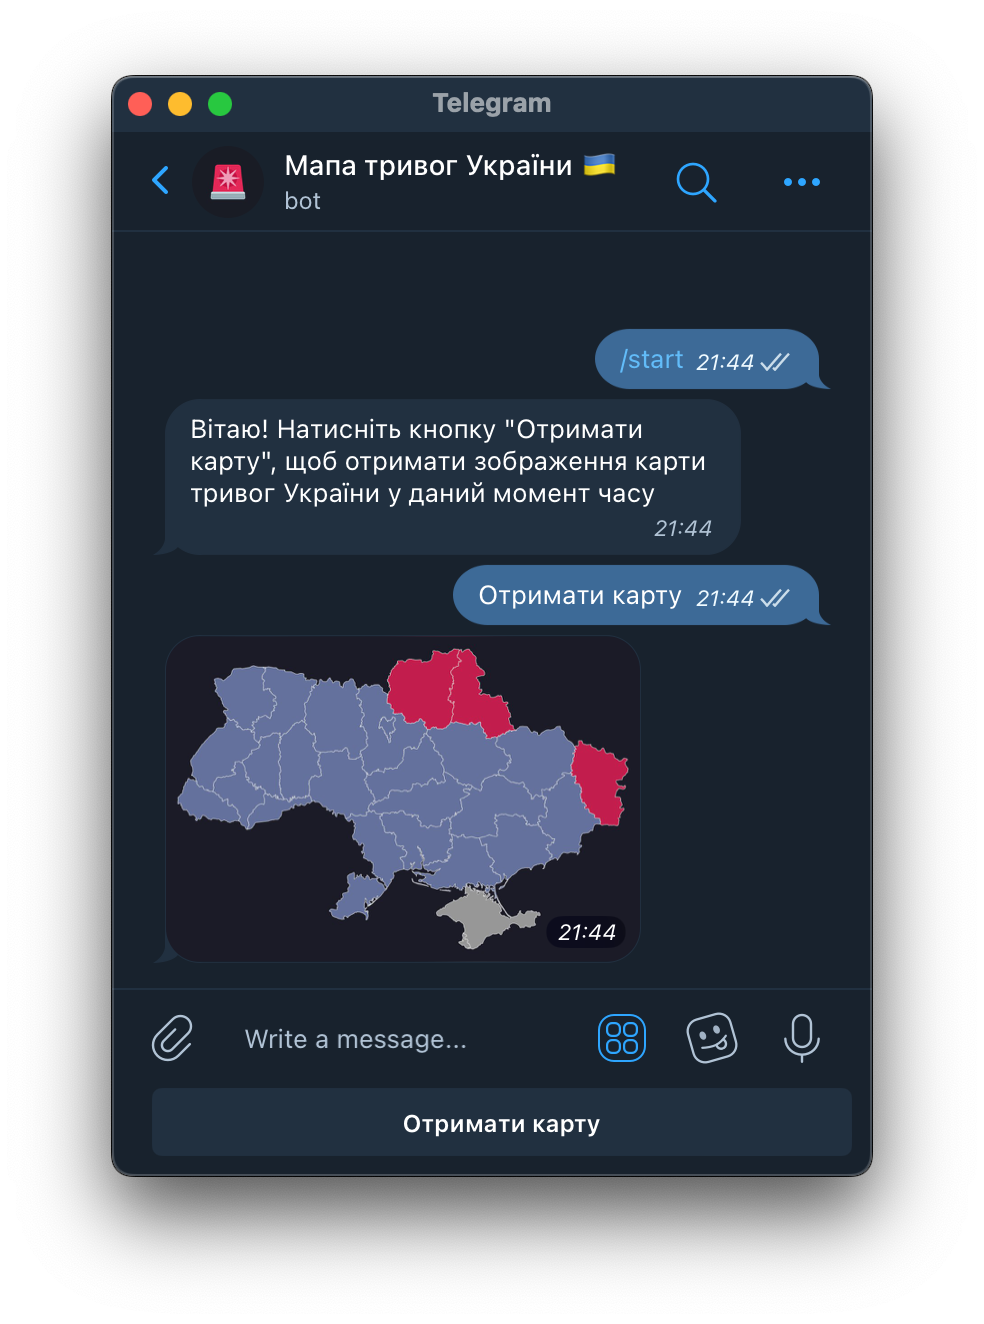 Telegram
Мапа тривог України 🇺🇦
bot
/start 21:44
Вітаю! Натисніть кнопку "Отримати
карту", щоб отримати зображення карти
тривог України у даний момент часу
21:44
Отримати карту 21:44
21:44
Write a message...
Отримати карту